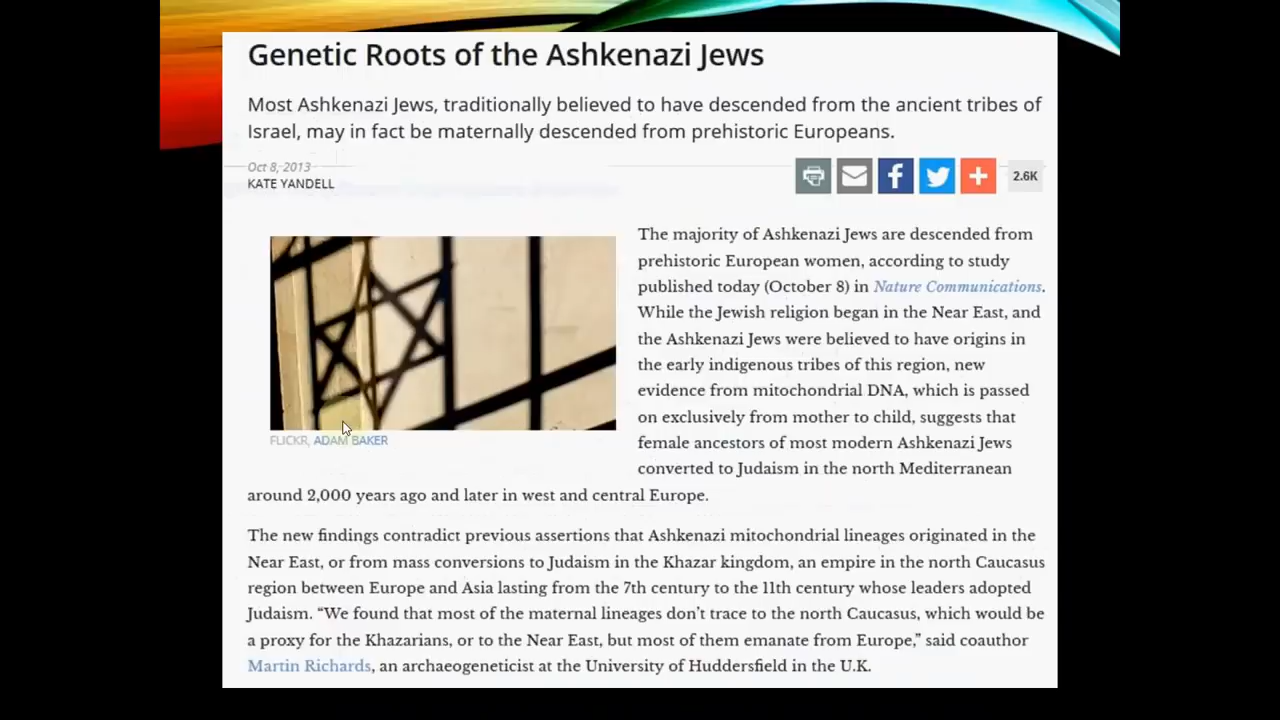 Genetic Roots of the Ashkenazi Jews
Most Ashkenazi Jews, traditionally believed to have descended from the ancient tribes of
Israel, may in fact be maternally descended from prehistoric Europeans.
Oct 8, 2013
KATE YANDELL
2.6K
The majority of Ashkenazi Jews are descended from
prehistoric European women, according to study
published today (October 8) in Nature Communications.
While the Jewish religion began in the Near East, and
the Ashkenazi Jews were believed to have origins in
the early indigenous tribes of this region, new
evidence from mitochondrial DNA, which is passed
on exclusively from mother to child, suggests that
female ancestors of most modern Ashkenazi Jews
converted to Judaism in the north Mediterranean
around 2,000 years ago and later in west and central Europe.
FLICKR, ADAM BAKER
The new findings contradict previous assertions that Ashkenazi mitochondrial lineages originated in the
Near East, or from mass conversions to Judaism in the Khazar kingdom, an empire in the north Caucasus
region between Europe and Asia lasting from the 7th century to the 11th century whose leaders adopted
Judaism. “We found that most of the maternal lineages don’t trace to the north Caucasus, which would be
a proxy for the Khazarians, or to the Near East, but most of them emanate from Europe,” said coauthor
Martin Richards, an archaeogeneticist at the University of Huddersfield in the U.K.